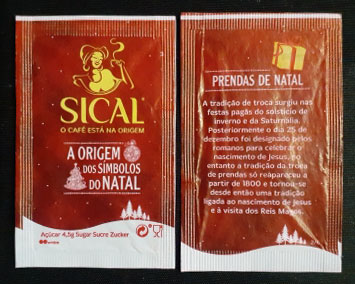 SICAL
O CAFÉ ESTÁ NA ORIGEM
A ORIGEM
DOS SÍMBOLOS
DO NATAL
Açúcar 4,5g Sugar Sucre Zucker
PRENDAS DE NATAL
A tradição de troca surgiu nas
festas pagãs do solstício de
inverno e da Saturnália.
Posteriormente o dia 25 de
dezembro foi designado pelos
romanos para celebrar o
nascimento de Jesus, no
entanto a tradição da troca
de prendas só reapareceu a
partir de 1800 e tornou-se
desde então uma tradição
ligada ao nascimento de Jesus
e à visita dos Reis Magos.